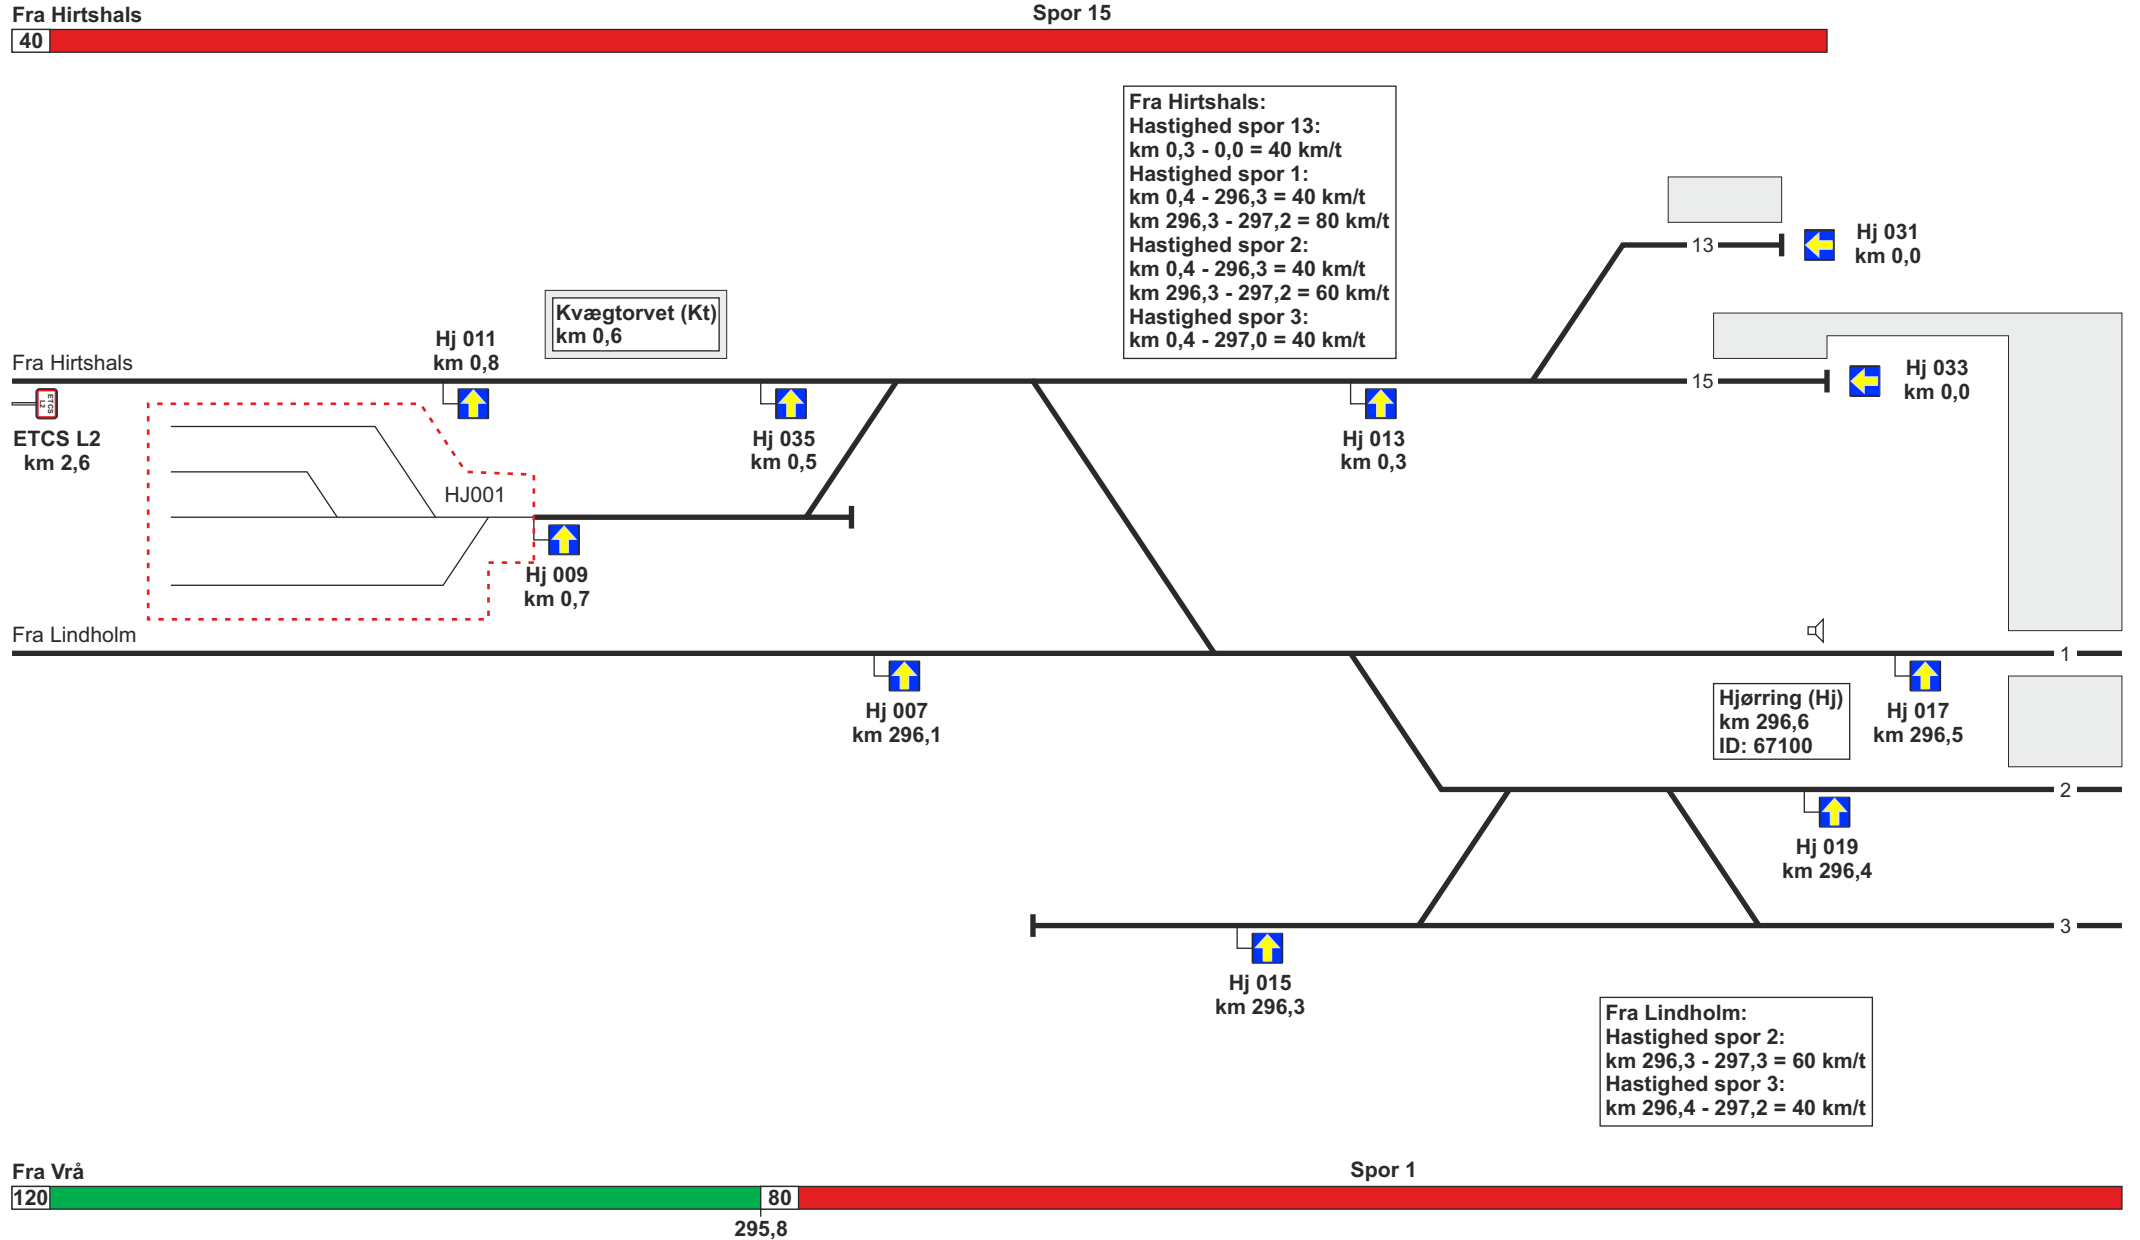 Fra Hirtshals
Spor 15
40
Fra Hirtshals:
Hastighed spor 13:
km 0,3 - 0,0 = 40 km/t
Hastighed spor 1:
km 0,4 - 296,3 = 40 km/t
km 296,3 - 297,2 = 80 km/t
Hastighed spor 2:
km 0,4 - 296,3 = 40 km/t
km 296,3 - 297,2 = 60 km/t
Hastighed spor 3:
km 0,4 - 297,0 = 40 km/t
13
Hj 031
km 0,0
Kvægtorvet (Kt)
km 0,6
Hj 011
km 0,8
Fra Hirtshals
15
Hj 033
km 0,0
ETCS
L2
ETCS L2
km 2,6
Hj 035
km 0,5
Hj 013
km 0,3
HJ001
Hj 009
km 0,7
Fra Lindholm
1
Hj 007
km 296,1
Hjørring (Hj)
km 296,6
ID: 67100
Hj 017
km 296,5
2
Hj 019
km 296,4
3
Hj 015
km 296,3
Fra Lindholm:
Hastighed spor 2:
km 296,3 - 297,3 = 60 km/t
Hastighed spor 3:
km 296,4 - 297,2 = 40 km/t
Fra Vrå
Spor 1
120
80
295,8